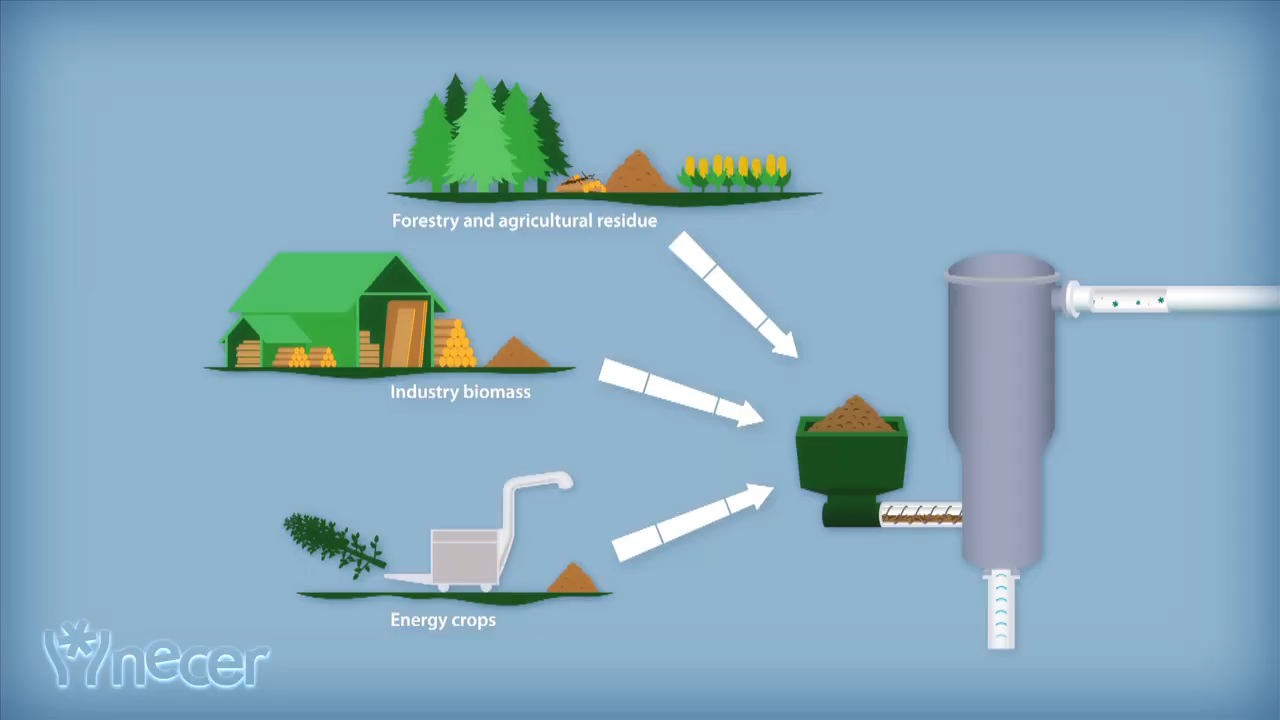 Forestry and agricultural residue
Industry biomass
Energy crops
necer